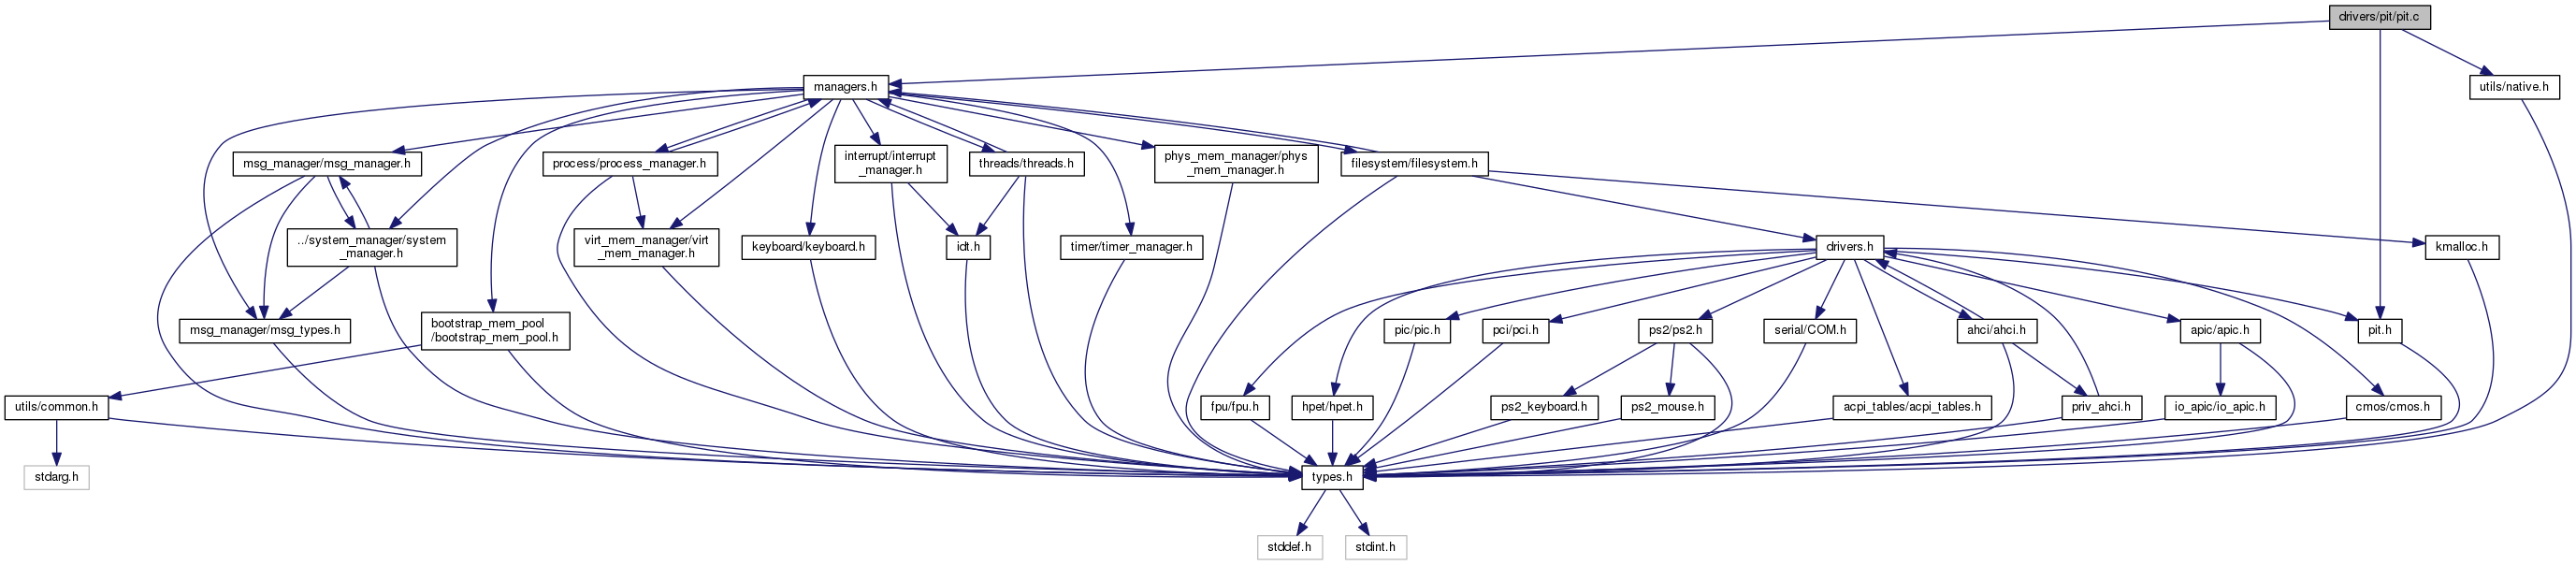 drivers/pit/pit.c
managers.h
utils/native.h
msg_manager/msg_manager.h
process/process_manager.h
interrupt/interrupt
_manager.h
threads/threads.h
phys_mem_manager/phys
_mem_manager.h
filesystem/filesystem.h
../system_manager/system
_manager.h
virt_mem_manager/virt
_mem_manager.h
keyboard/keyboard.h
idt.h
timer/timer_manager.h
drivers.h
kmalloc.h
msg_manager/msg_types.h
bootstrap_mem_pool
/bootstrap_mem_pool.h
pic/pic.h
pci/pci.h
ps2/ps2.h
serial/COM.h
ahci/ahci.h
apic/apic.h
pit.h
utils/common.h
fpu/fpu.h
hpet/hpet.h
ps2_keyboard.h
ps2_mouse.h
acpi_tables/acpi_tables.h
priv_ahci.h
io_apic/io_apic.h
cmos/cmos.h
stdarg.h
types.h
stddef.h
stdint.h